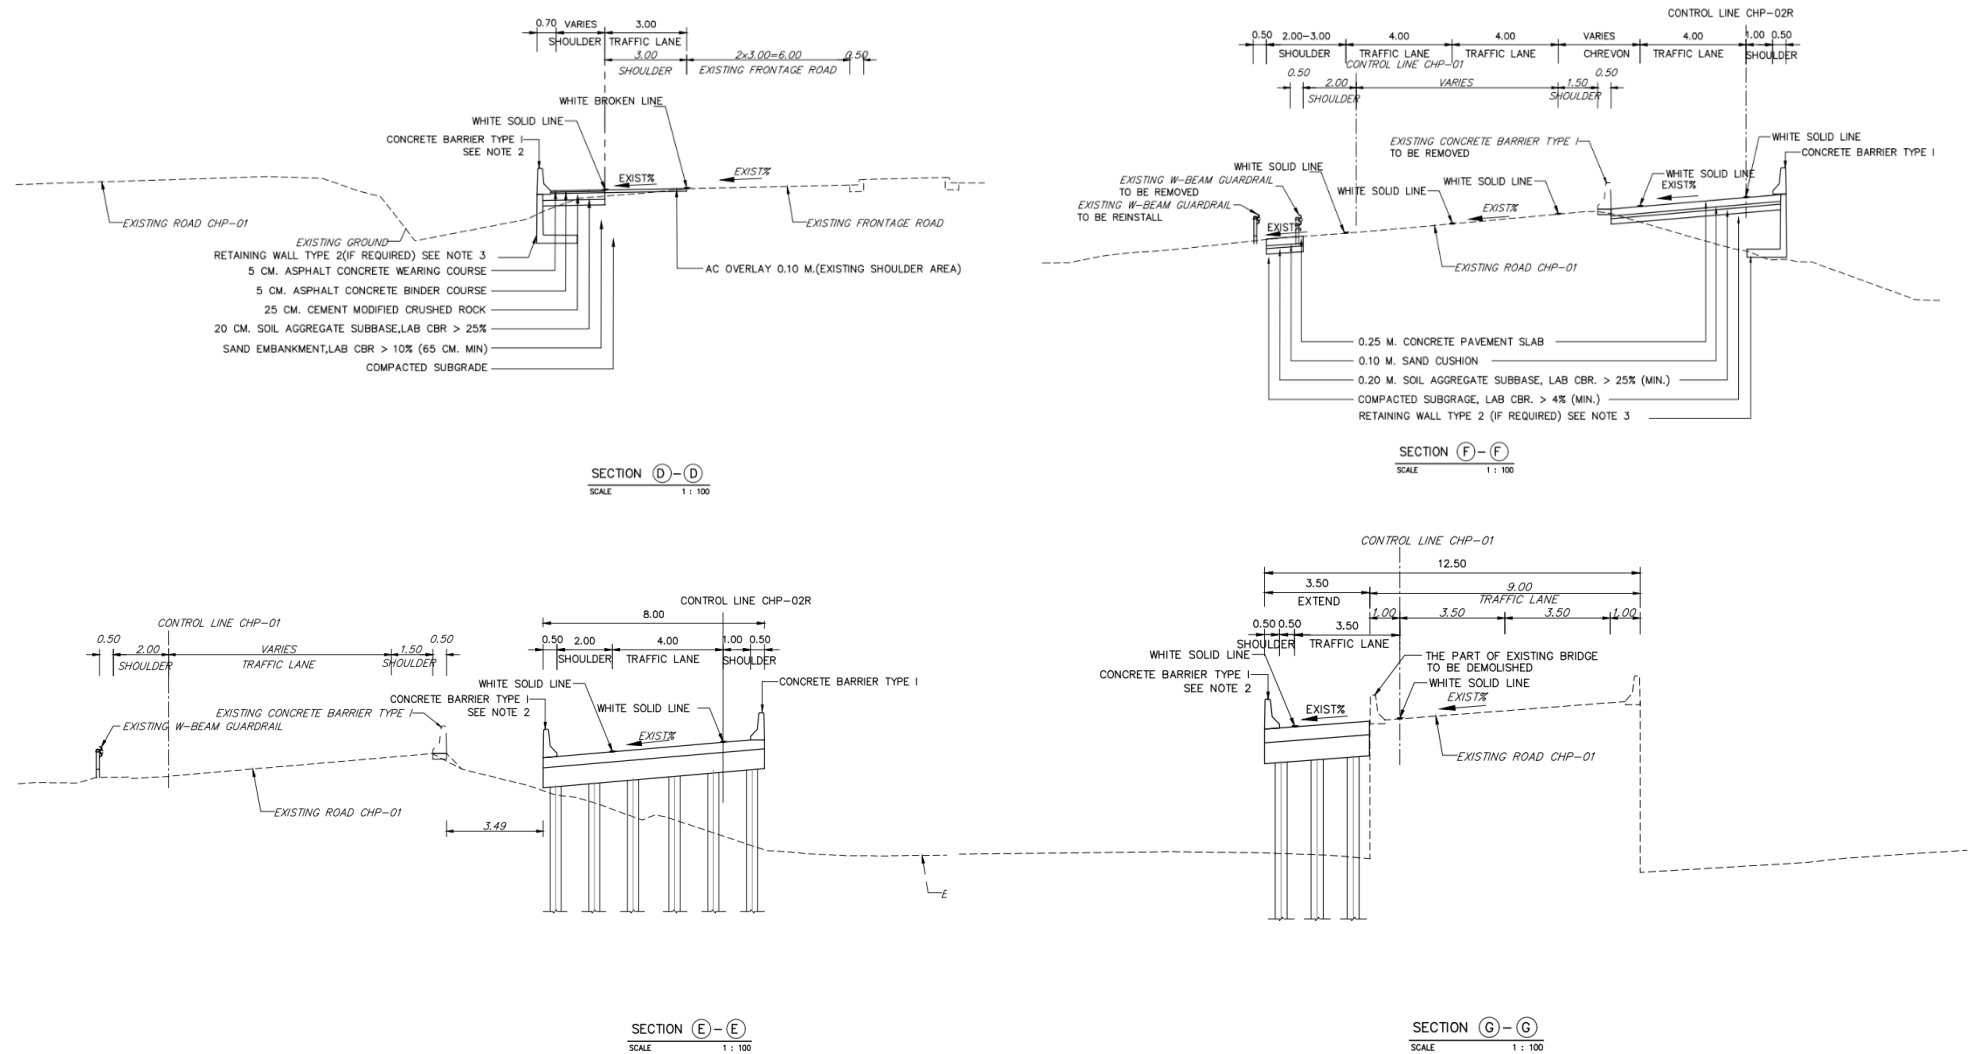 0.70 VARIES 3.00
SHOULDER TRAFFIC LANE
3.00 2x3.00=6.00 0.50
SHOULDER EXISTING FRONTAGE ROAD
WHITE BROKEN LINE
WHITE SOLID LINE
CONCRETE BARRIER TYPE I
SEE NOTE 2
EXIST% EXIST%
EXISTING ROAD CHP-01
EXISTING FRONTAGE ROAD
EXISTING GROUND
RETAINING WALL TYPE 2(IF REQUIRED) SEE NOTE 3
5 CM. ASPHALT CONCRETE WEARING COURSE
AC OVERLAY 0.10 M.(EXISTING SHOULDER AREA)
5 CM. ASPHALT CONCRETE BINDER COURSE
25 CM. CEMENT MODIFIED CRUSHED ROCK
20 CM. SOIL AGGREGATE SUBBASE,LAB CBR > 25%
SAND EMBANKMENT,LAB CBR > 10% (65 CM. MIN)
COMPACTED SUBGRADE
SECTION D-D
SCALE 1 : 100
CONTROL LINE CHP-02R
0.50 2.00-3.00 4.00 4.00 VARIES 4.00 1.00 0.50
SHOULDER TRAFFIC LANE TRAFFIC LANE CHREVON TRAFFIC LANE SHOULDER
CONTROL LINE CHP-01
0.50 0.50
2.00 VARIES 1.50
SHOULDER SHOULDER
EXISTING CONCRETE BARRIER TYPE I
TO BE REMOVED
WHITE SOLID LINE
CONCRETE BARRIER TYPE I
WHITE SOLID LINE
WHITE SOLID LINE
EXIST%
EXISTING W-BEAM GUARDRAIL
TO BE REMOVED
WHITE SOLID LINE
WHITE SOLID LINE
EXISTING W-BEAM GUARDRAIL
TO BE REINSTALL
EXIST%
EXIST%
EXISTING ROAD CHP-01
0.25 M. CONCRETE PAVEMENT SLAB
0.10 M. SAND CUSHION
0.20 M. SOIL AGGREGATE SUBBASE, LAB CBR. > 25% (MIN.)
COMPACTED SUBGRAGE, LAB CBR. > 4% (MIN.)
RETAINING WALL TYPE 2 (IF REQUIRED) SEE NOTE 3
SECTION F-F
SCALE 1 : 100
CONTROL LINE CHP-02R
8.00
CONTROL LINE CHP-01
0.50 0.50
2.00 VARIES 1.50
SHOULDER TRAFFIC LANE SHOULDER
0.50 2.00 4.00 1.00 0.50
SHOULDER TRAFFIC LANE SHOULDER
WHITE SOLID LINE
CONCRETE BARRIER TYPE I
CONCRETE BARRIER TYPE I
SEE NOTE 2
WHITE SOLID LINE
EXISTING CONCRETE BARRIER TYPE I
EXISTING W-BEAM GUARDRAIL
EXIST%
EXISTING ROAD CHP-01
3.49
E
SECTION E-E
SCALE 1 : 100
CONTROL LINE CHP-01
12.50
3.50 9.00
EXTEND TRAFFIC LANE
1.00 3.50 3.50 1.00
0.50 0.50 3.50
SHOULDER TRAFFIC LANE
WHITE SOLID LINE
THE PART OF EXISTING BRIDGE
TO BE DEMOLISHED
CONCRETE BARRIER TYPE I
SEE NOTE 2
WHITE SOLID LINE
EXIST%
EXIST%
EXISTING ROAD CHP-01
SECTION G-G
SCALE 1 : 100